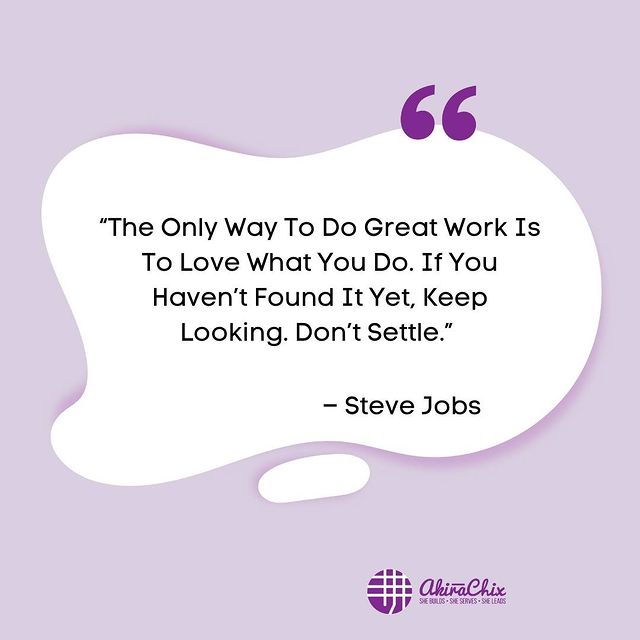 “The Only Way To Do Great Work Is
To Love What You Do. If You
Haven’t Found It Yet, Keep
Looking. Don’t Settle.”
– Steve Jobs
AkiraChix
SHE BUILDS • SHE SERVES • SHE LEADS